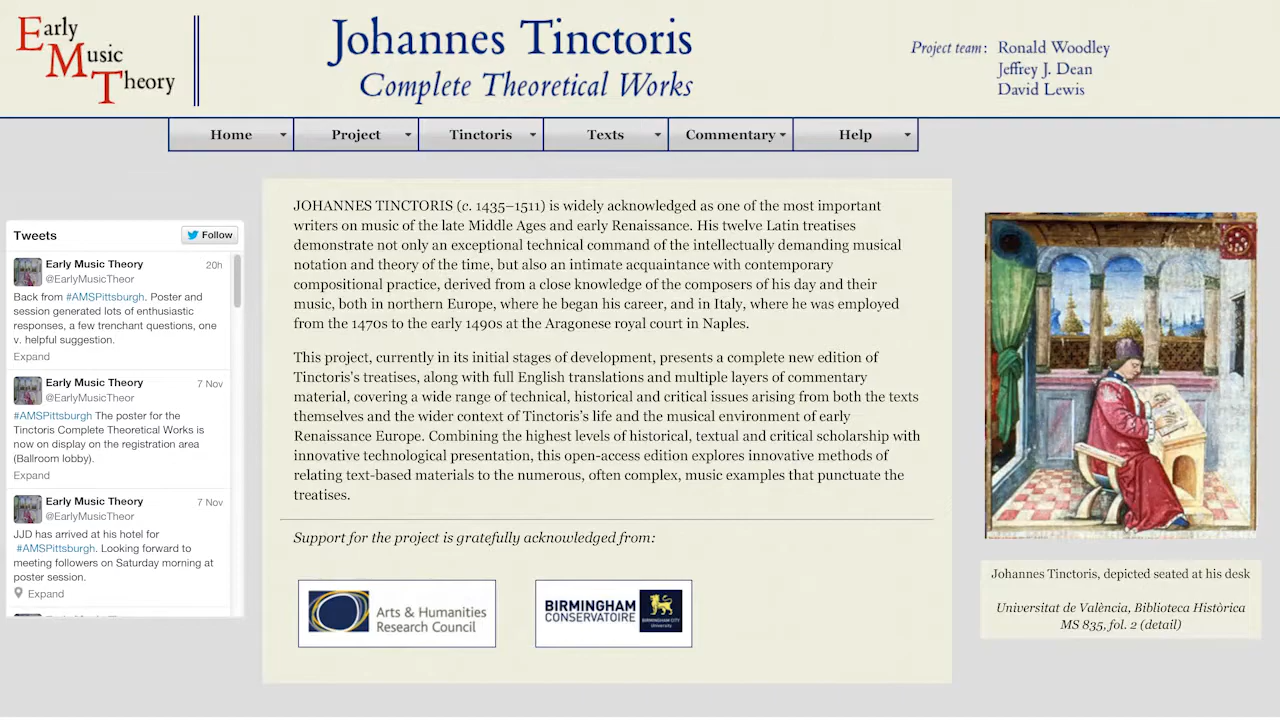 Early
Music
Theory
Johannes Tinctoris
Complete Theoretical Works
Project team: Ronald Woodley
Jeffrey J. Dean
David Lewis
Home
Project
Tinctoris
Texts
Commentary
Help
Tweets
Follow
Early Music Theory 20h
@EarlyMusicTheor
Back from #AMSPittsburgh. Poster and
session generated lots of enthusiastic
responses, a few trenchant questions, one
v. helpful suggestion.
Expand
Early Music Theory 7 Nov
@EarlyMusicTheor
#AMSPittsburgh The poster for the
Tinctoris Complete Theoretical Works is
now on display on the registration area
(Ballroom lobby).
Expand
Early Music Theory 7 Nov
@EarlyMusicTheor
JJD has arrived at his hotel for
#AMSPittsburgh. Looking forward to
meeting followers on Saturday morning at
poster session.
Expand
JOHANNES TINCTORIS (c. 1435–1511) is widely acknowledged as one of the most important
writers on music of the late Middle Ages and early Renaissance. His twelve Latin treatises
demonstrate not only an exceptional technical command of the intellectually demanding musical
notation and theory of the time, but also an intimate acquaintance with contemporary
compositional practice, derived from a close knowledge of the composers of his day and their
music, both in northern Europe, where he began his career, and in Italy, where he was employed
from the 1470s to the early 1490s at the Aragonese royal court in Naples.
This project, currently in its initial stages of development, presents a complete new edition of
Tinctoris's treatises, along with full English translations and multiple layers of commentary
material, covering a wide range of technical, historical and critical issues arising from both the texts
themselves and the wider context of Tinctoris's life and the musical environment of early
Renaissance Europe. Combining the highest levels of historical, textual and critical scholarship with
innovative technological presentation, this open-access edition explores innovative methods of
relating text-based materials to the numerous, often complex, music examples that punctuate the
treatises.
Support for the project is gratefully acknowledged from:
Arts & Humanities
Research Council
BIRMINGHAM
CONSERVATOIRE
BIRMINGHAM CITY
University
Johannes Tinctoris, depicted seated at his desk
Universitat de València, Biblioteca Històrica
MS 835, fol. 2 (detail)